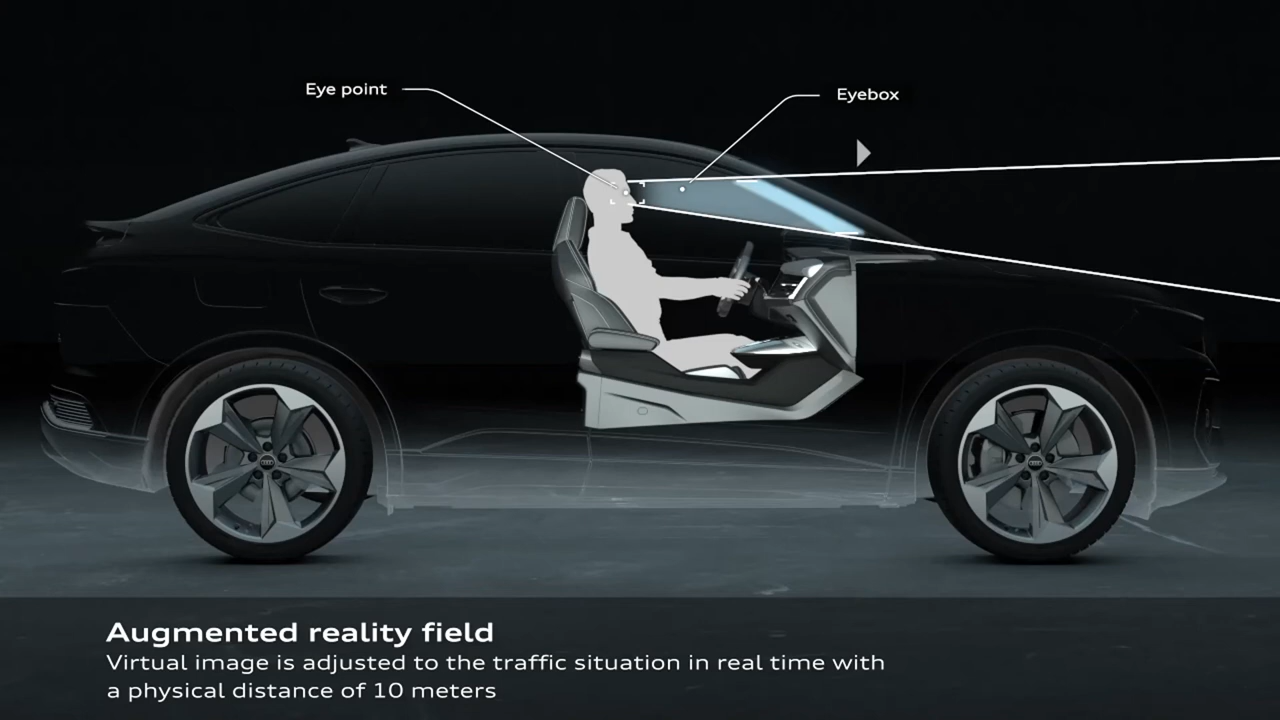 Eye point
Eyebox
Augmented reality field
Virtual image is adjusted to the traffic situation in real time with
a physical distance of 10 meters